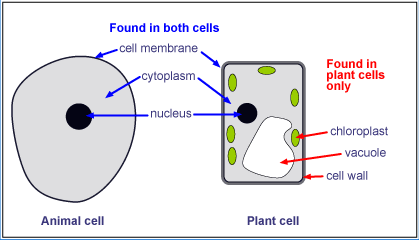 Found in both cells
cell membrane
cytoplasm
nucleus
Found in
plant cells
only
chloroplast
vacuole
cell wall
Animal cell
Plant cell